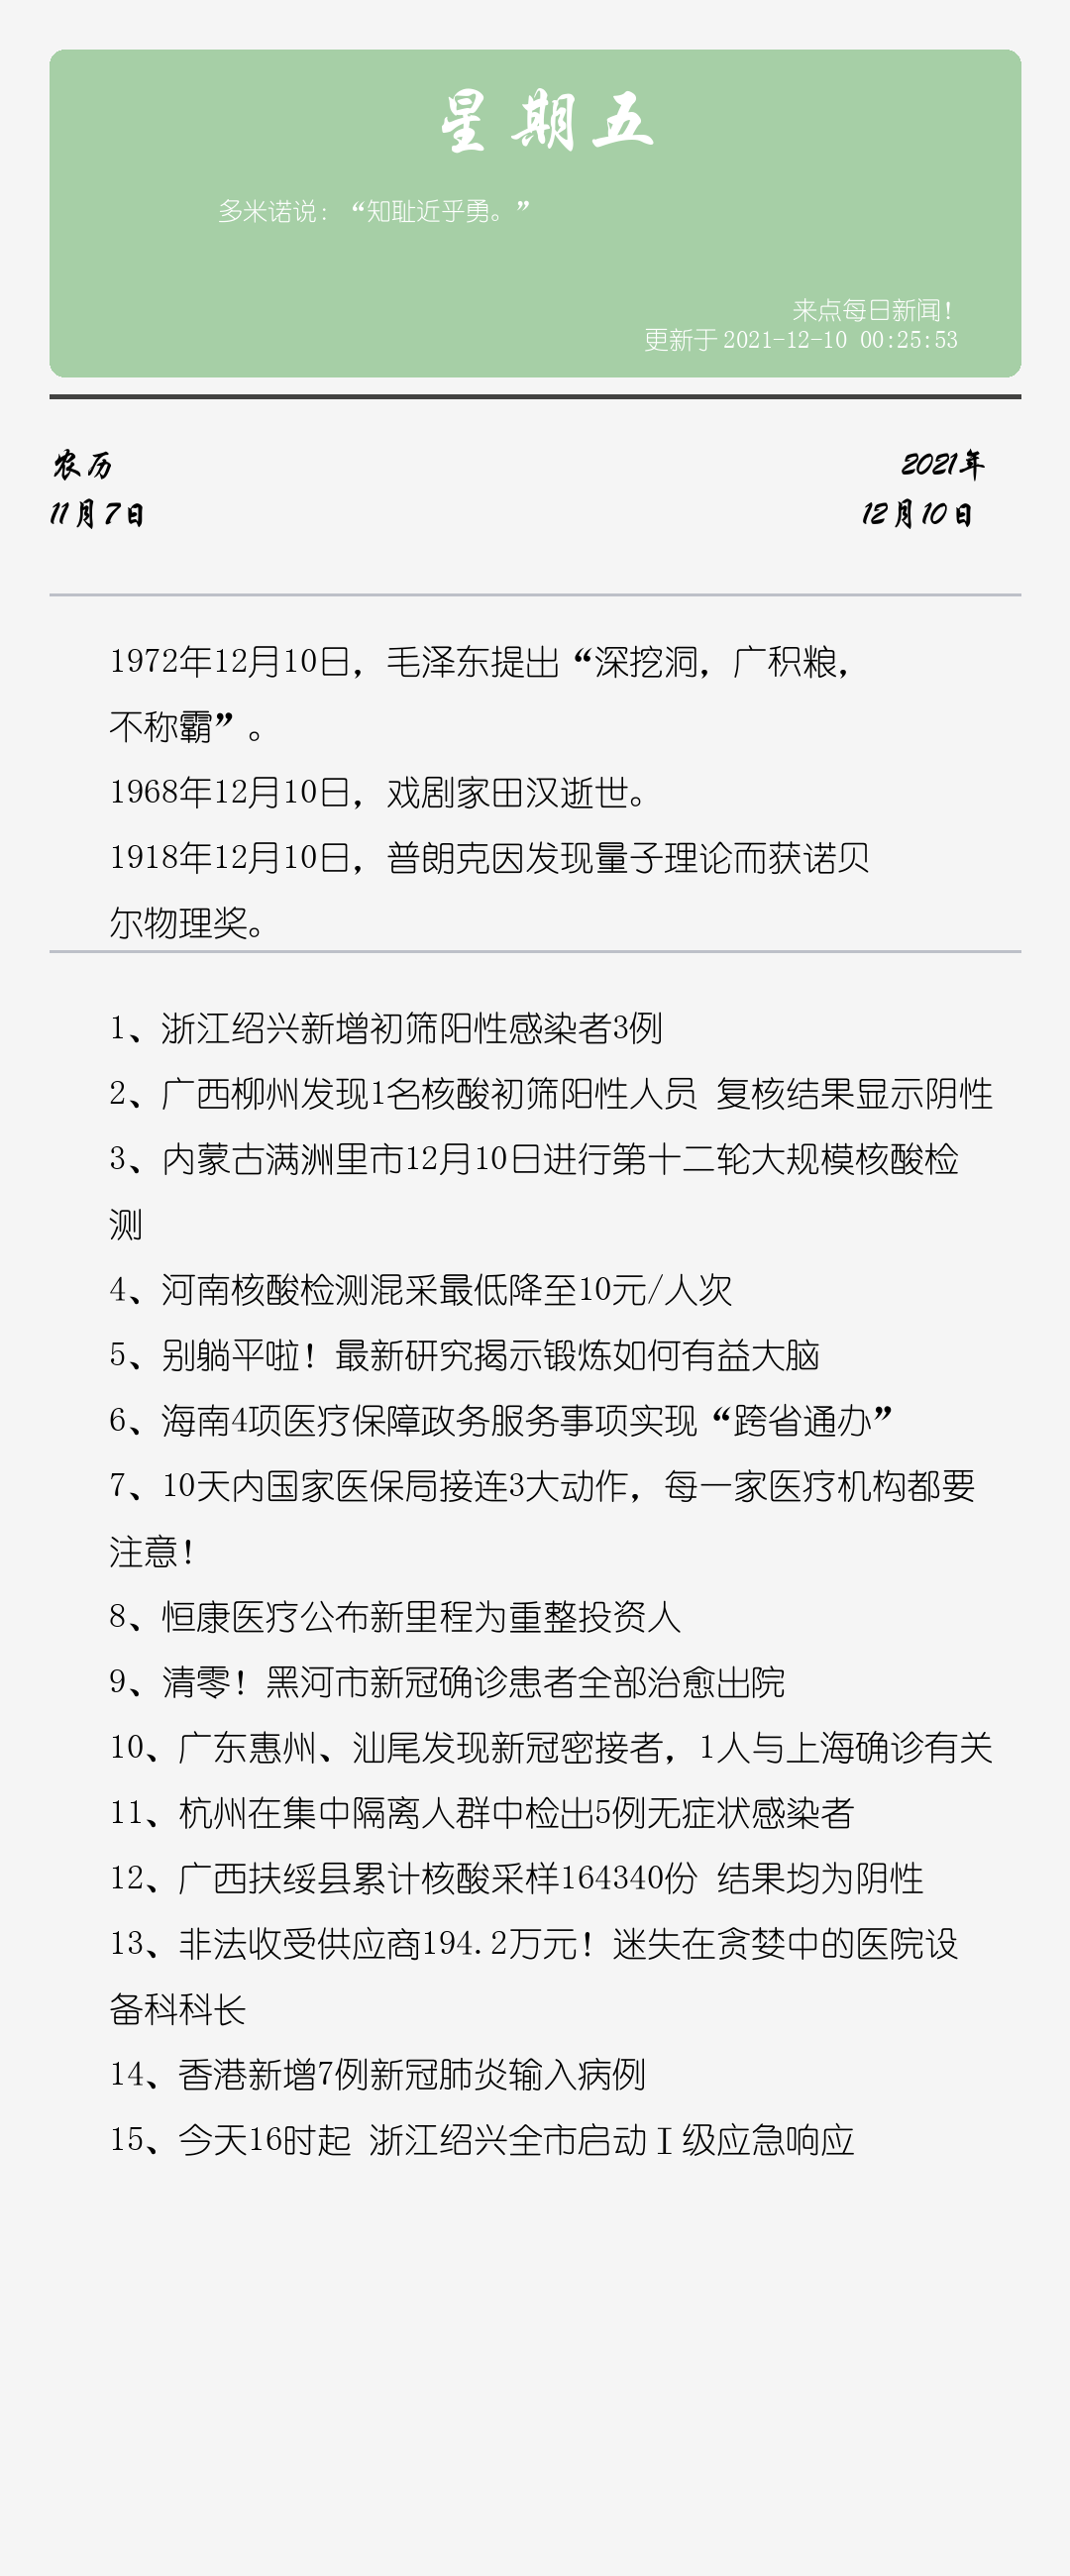 星期五
多米诺说：“知耻近乎勇。”
来点每日新闻！
更新于 2021-12-10 00:25:53
农历
2021年
11月7日
12月10日
1972年12月10日，毛泽东提出“深挖洞，广积粮，
不称霸”。
1968年12月10日，戏剧家田汉逝世。
1918年12月10日，普朗克因发现量子理论而获诺贝
尔物理奖。
1、浙江绍兴新增初筛阳性感染者3例
2、广西柳州发现1名核酸初筛阳性人员 复核结果显示阴性
3、内蒙古满洲里市12月10日进行第十二轮大规模核酸检
测
4、河南核酸检测混采最低降至10元/人次
5、别躺平啦！最新研究揭示锻炼如何有益大脑
6、海南4项医疗保障政务服务事项实现“跨省通办”
7、10天内国家医保局接连3大动作，每一家医疗机构都要
注意！
8、恒康医疗公布新里程为重整投资人
9、清零！黑河市新冠确诊患者全部治愈出院
10、广东惠州、汕尾发现新冠密接者，1人与上海确诊有关
11、杭州在集中隔离人群中检出5例无症状感染者
12、广西扶绥县累计核酸采样164340份 结果均为阴性
13、非法收受供应商194.2万元！迷失在贪婪中的医院设
备科科长
14、香港新增7例新冠肺炎输入病例
15、今天16时起 浙江绍兴全市启动Ⅰ级应急响应